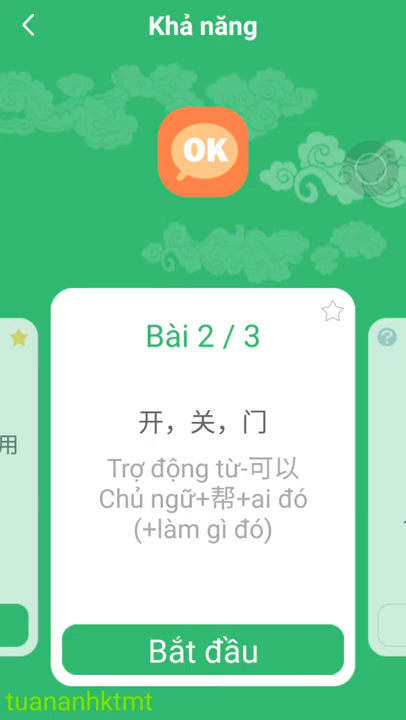 Khả năng
OK
Bài 2 / 3
用
开，关，门
Trợ động từ-可以
Chủ ngữ+帮+ai đó
(+làm gì đó)
Bắt đầu
tuananhktmt